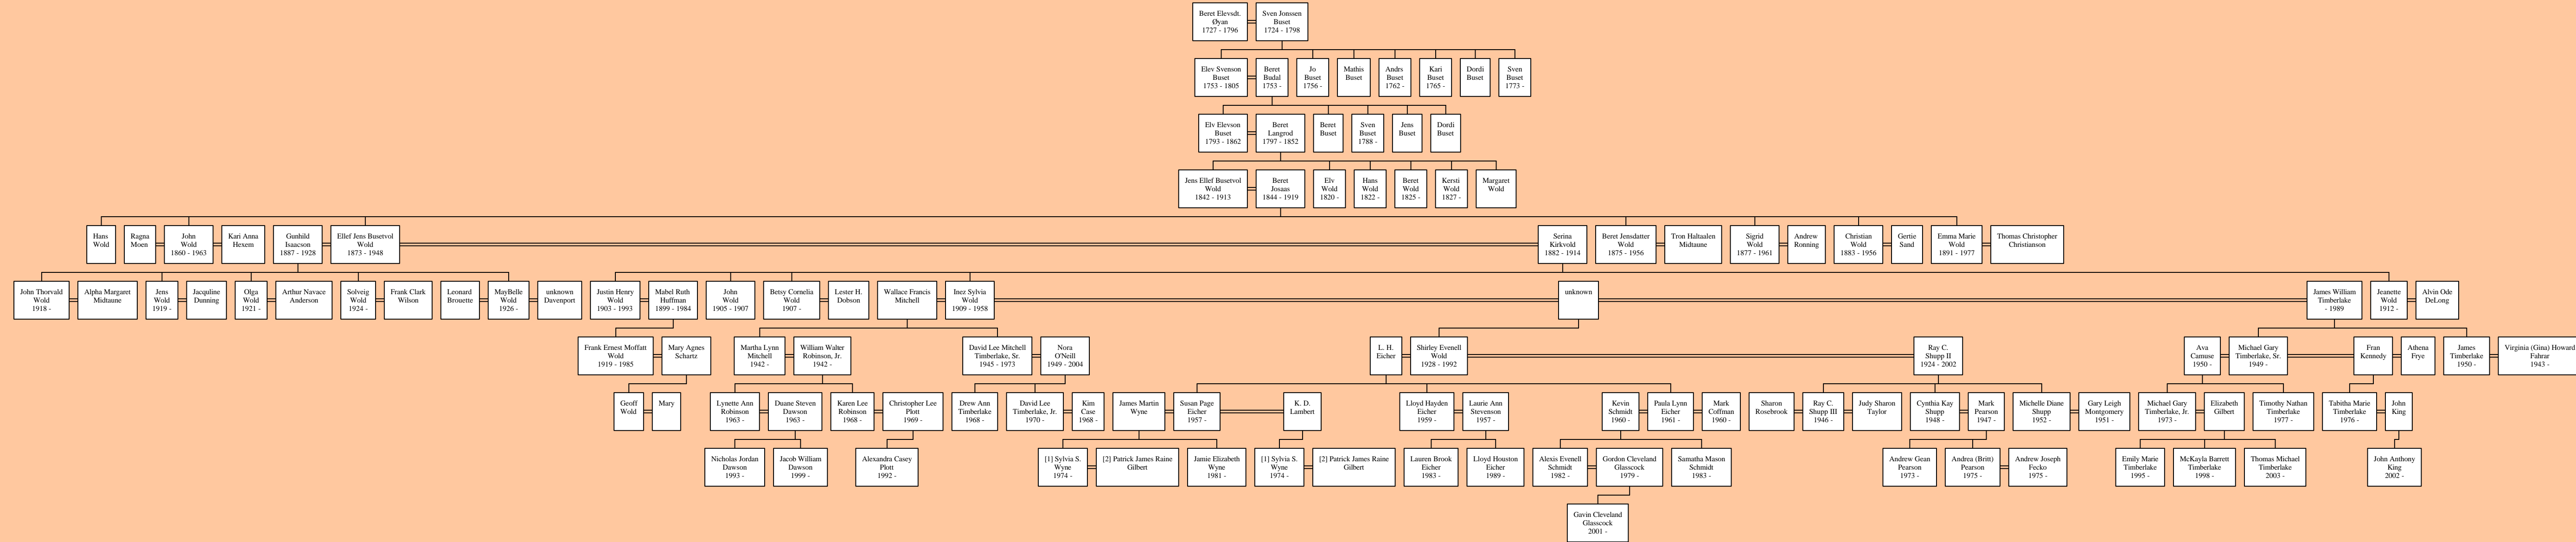 Beret Elevsdt.
Øyan
1727 - 1796
Sven Jonssen
Buset
1724 - 1798
Elev Svenson
Buset
1753 - 1805
Beret
Budal
1753 -
Jo
Buset
1756 -
Mathis
Buset
Andrs
Buset
1762 -
Kari
Buset
1765 -
Dordi
Buset
Sven
Buset
1773 -
Elv Elevson
Buset
1793 - 1862
Beret
Langrod
1797 - 1852
Beret
Buset
Sven
Buset
1788 -
Jens
Buset
Dordi
Buset
Jens Ellef Busetvol
Wold
1842 - 1913
Beret
Josaas
1844 - 1919
Elv
Wold
1820 -
Hans
Wold
1822 -
Beret
Wold
1825 -
Kersti
Wold
1827 -
Margaret
Wold
Hans
Wold
Ragna
Moen
John
Wold
1860 - 1963
Kari Anna
Hexem
Gunhild
Isaacson
1887 - 1928
Ellef Jens Busetvol
Wold
1873 - 1948
Serina
Kirkvold
1882 - 1914
Beret Jensdatter
Wold
1875 - 1956
Tron Haltaalen
Midtaune
Sigrid
Wold
1877 - 1961
Andrew
Ronning
Christian
Wold
1883 - 1956
Gertie
Sand
Emma Marie
Wold
1891 - 1977
Thomas Christopher
Christianson
John Thorvald
Wold
1918 -
Alpha Margaret
Midtaune
Jens
Wold
1919 -
Jacquline
Dunning
Olga
Wold
1921 -
Arthur Navace
Anderson
Solveig
Wold
1924 -
Frank Clark
Wilson
Leonard
Brouette
MayBelle
Wold
1926 -
unknown
Davenport
Justin Henry
Wold
1903 - 1993
Mabel Ruth
Huffman
1899 - 1984
John
Wold
1905 - 1907
Betsy Cornelia
Wold
1907 -
Lester H.
Dobson
Wallace Francis
Mitchell
Inez Sylvia
Wold
1909 - 1958
unknown
James William
Timberlake
- 1989
Jeanette
Wold
1912 -
Alvin Ode
DeLong
Frank Ernest Moffatt
Wold
1919 - 1985
Mary Agnes
Schartz
Martha Lynn
Mitchell
1942 -
William Walter
Robinson, Jr.
1942 -
David Lee Mitchell
Timberlake, Sr.
1945 - 1973
Nora
O'Neill
1949 - 2004
L. H.
Eicher
Shirley Evenell
Wold
1928 - 1992
Ray C.
Shupp II
1924 - 2002
Ava
Camuse
1950 -
Michael Gary
Timberlake, Sr.
1949 -
Fran
Kennedy
Athena
Frye
James
Timberlake
1950 -
Virginia (Gina) Howard
Fahrar
1943 -
Geoff
Wold
Mary
Lynette Ann
Robinson
1963 -
Duane Steven
Dawson
1963 -
Karen Lee
Robinson
1968 -
Christopher Lee
Plott
1969 -
Drew Ann
Timberlake
1968 -
David Lee
Timberlake, Jr.
1970 -
Kim
Case
1968 -
James Martin
Wyne
Susan Page
Eicher
1957 -
K. D.
Lambert
Lloyd Hayden
Eicher
1959 -
Laurie Ann
Stevenson
1957 -
Kevin
Schmidt
1960 -
Paula Lynn
Eicher
1961 -
Mark
Coffman
1960 -
Sharon
Rosebrook
Ray C.
Shupp III
1946 -
Judy Sharon
Taylor
Cynthia Kay
Shupp
1948 -
Mark
Pearson
1947 -
Michelle Diane
Shupp
1952 -
Gary Leigh
Montgomery
1951 -
Michael Gary
Timberlake, Jr.
1973 -
Elizabeth
Gilbert
Timothy Nathan
Timberlake
1977 -
Tabitha Marie
Timberlake
1976 -
John
King
Nicholas Jordan
Dawson
1993 -
Jacob William
Dawson
1999 -
Alexandra Casey
Plott
1992 -
[1] Sylvia S.
Wyne
1974 -
[2] Patrick James Raine
Gilbert
Jamie Elizabeth
Wyne
1981 -
[1] Sylvia S.
Wyne
1974 -
[2] Patrick James Raine
Gilbert
Lauren Brook
Eicher
1983 -
Lloyd Houston
Eicher
1989 -
Alexis Evenell
Schmidt
1982 -
Gordon Cleveland
Glasscock
1979 -
Samatha Mason
Schmidt
1983 -
Andrew Gean
Pearson
1973 -
Andrea (Britt)
Pearson
1975 -
Andrew Joseph
Fecko
1975 -
Emily Marie
Timberlake
1995 -
McKayla Barrett
Timberlake
1998 -
Thomas Michael
Timberlake
2003 -
John Anthony
King
2002 -
Gavin Cleveland
Glasscock
2001 -